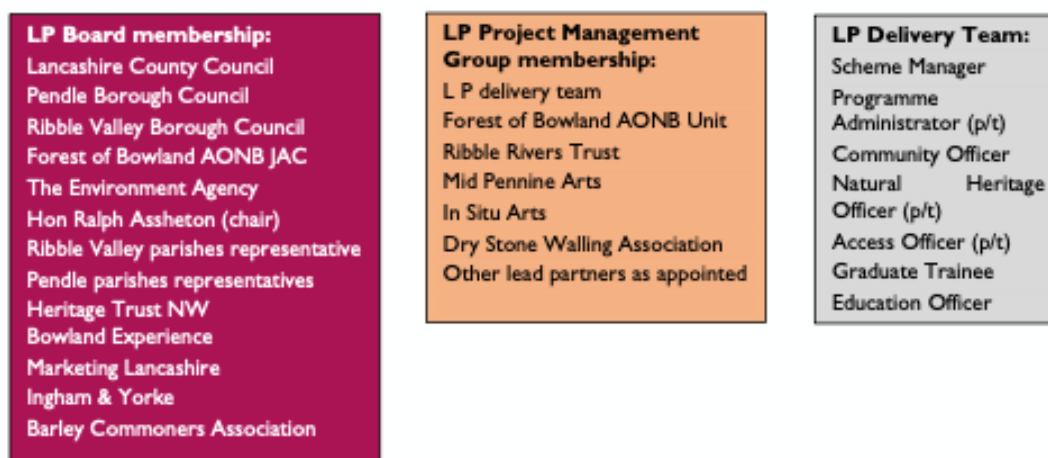 LP Board membership:
Lancashire County Council
Pendle Borough Council
Ribble Valley Borough Council
Forest of Bowland AONB JAC
The Environment Agency
Hon Ralph Assheton (chair)
Ribble Valley parishes representative
Pendle parishes representatives
Heritage Trust NW
Bowland Experience
Marketing Lancashire
Ingham & Yorke
Barley Commoners Association
LP Project Management
Group membership:
L P delivery team
Forest of Bowland AONB Unit
Ribble Rivers Trust
Mid Pennine Arts
In Situ Arts
Dry Stone Walling Association
Other lead partners as appointed
LP Delivery Team:
Scheme Manager
Programme
Administrator (p/t)
Community Officer
Natural Heritage
Officer (p/t)
Access Officer (p/t)
Graduate Trainee
Education Officer